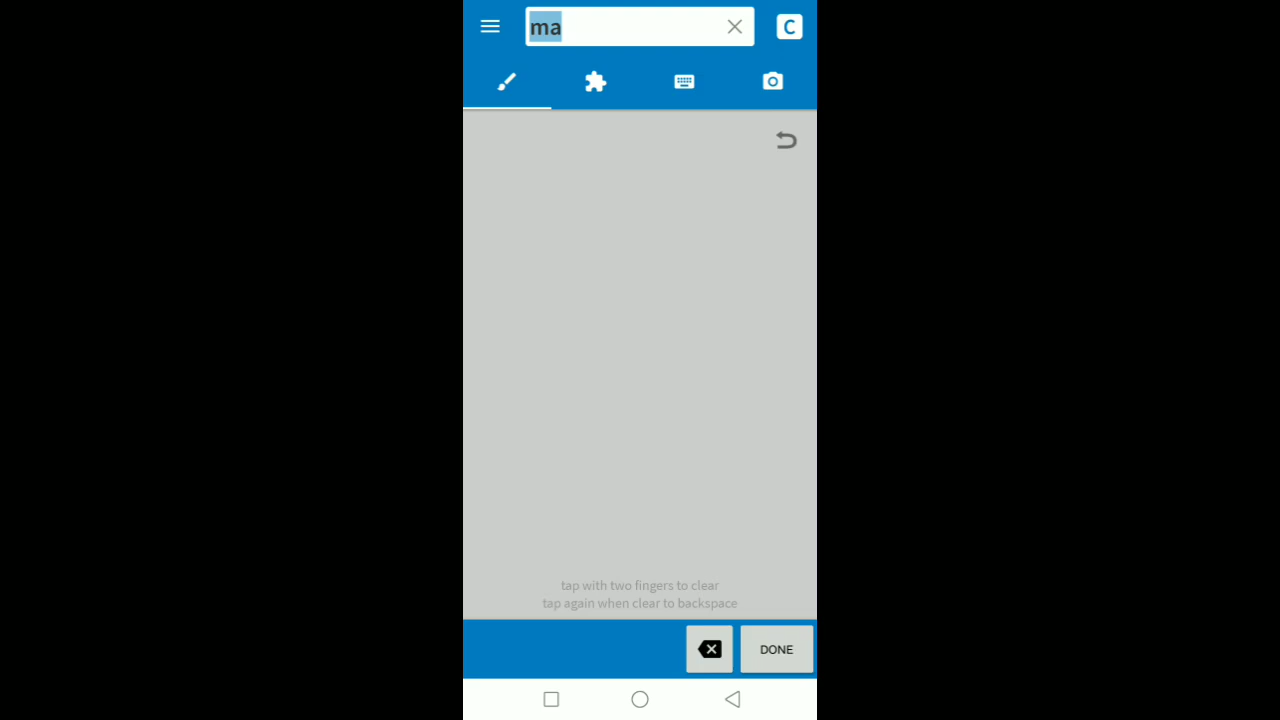 ma
C
tap with two fingers to clear
tap again when clear to backspace
DONE